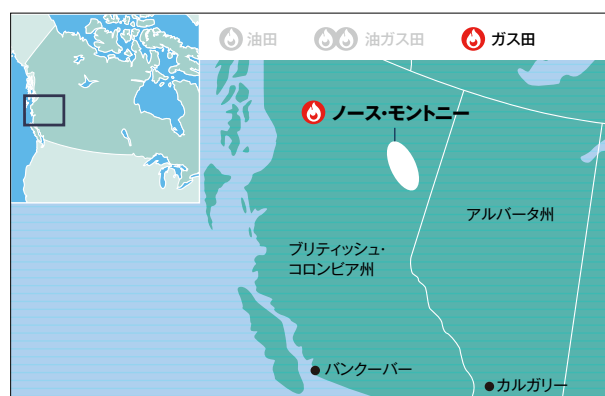 油田
油ガス田
ガス田
ノース・モントニー
アルバータ州
ブリティッシュ・
コロンビア州
バンクーバー
カルガリー